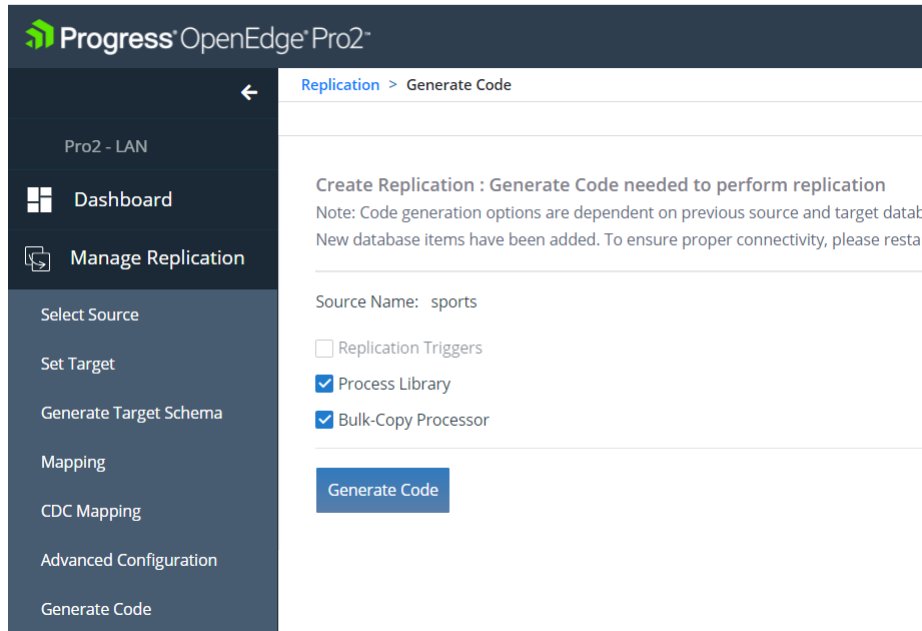 Progress OpenEdge Pro2
Replication > Generate Code
Pro2 - LAN
Dashboard
Manage Replication
Select Source
Set Target
Generate Target Schema
Mapping
CDC Mapping
Advanced Configuration
Generate Code
Create Replication : Generate Code needed to perform replication
Note: Code generation options are dependent on previous source and target
New database items have been added. To ensure proper connectivity, please
Source Name: sports
Replication Triggers
Process Library
Bulk-Copy Processor
Generate Code